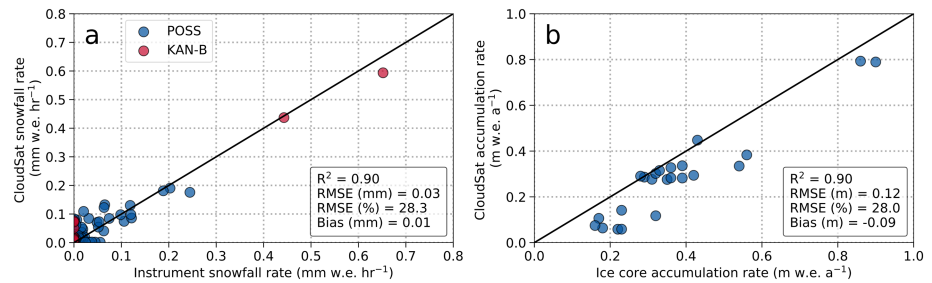 a
POSS
KAN-B
0.8
0.7
0.6
0.5
0.4
0.3
0.2
0.1
0.0
CloudSat snowfall rate
(mm w.e. hr⁻¹)
R² = 0.90
RMSE (mm) = 0.03
RMSE (%) = 28.3
Bias (mm) = 0.01
0.0 0.1 0.2 0.3 0.4 0.5 0.6 0.7 0.8
Instrument snowfall rate (mm w.e. hr⁻¹)
b
1.0
0.8
0.6
0.4
0.2
0.0
CloudSat accumulation rate
(m w.e. a⁻¹)
R² = 0.90
RMSE (m) = 0.12
RMSE (%) = 28.0
Bias (m) = -0.09
0.0 0.2 0.4 0.6 0.8 1.0
Ice core accumulation rate (m w.e. a⁻¹)